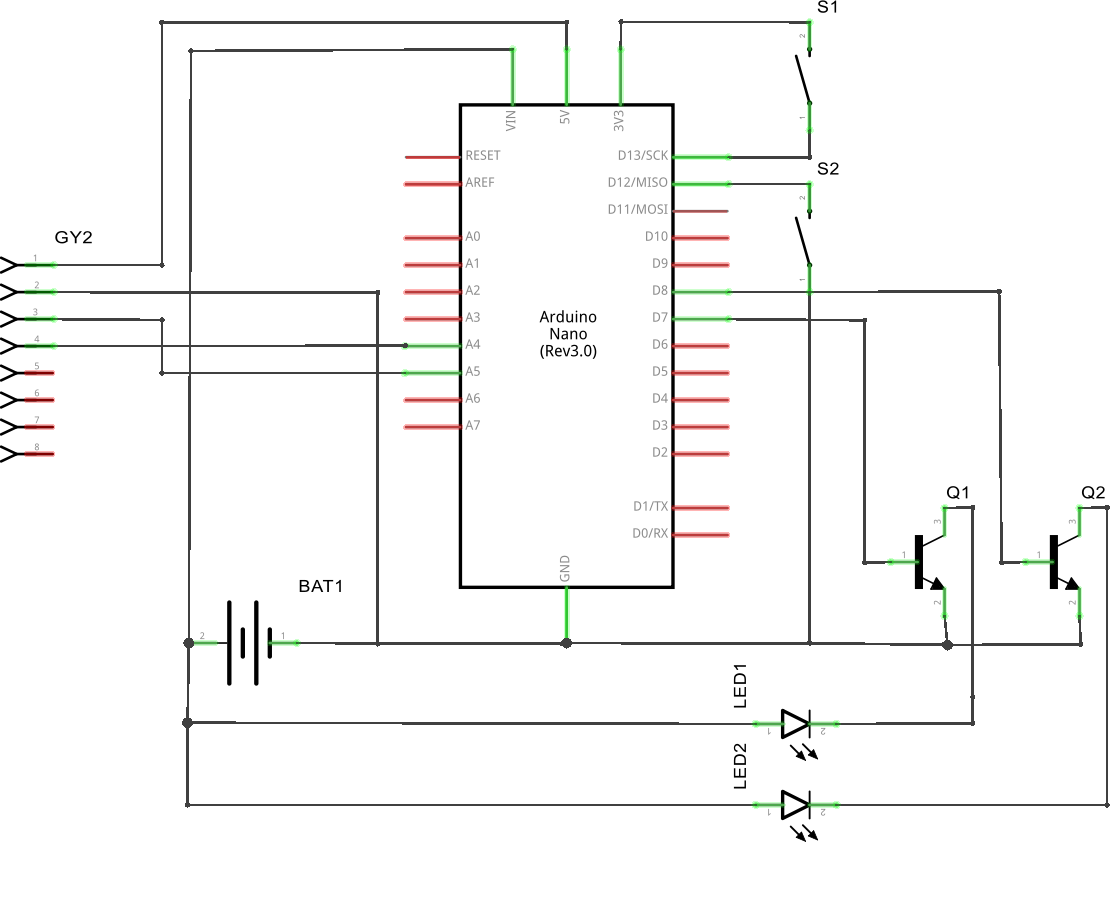 S1
2
VIN
5V
3V3
1
RESET
D13/SCK
S2
AREF
D12/MISO
2
D11/MOSI
GY2
A0
D10
1
A1
D9
1
2
A2
D8
3
A3
Arduino
Nano
(Rev3.0)
D7
4
A4
D6
5
A5
D5
6
A6
D4
7
A7
D3
8
D2
Q1
Q2
D1/TX
3
3
D0/RX
1
1
GND
BAT1
2
2
2
1
LED1
1
2
LED2
1
2